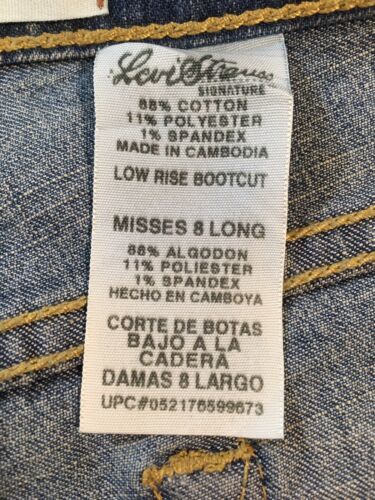 Levi Strauss
SIGNATURE
88% COTTON
11% POLYESTER
1% SPANDEX
MADE IN CAMBODIA
LOW RISE BOOTCUT
MISSES 8 LONG
88% ALGODON
11% POLIESTER
1% SPANDEX
HECHO EN CAMBOYA
CORTE DE BOTAS
BAJO A LA
CADERA
DAMAS 8 LARGO
UPC#052176599673